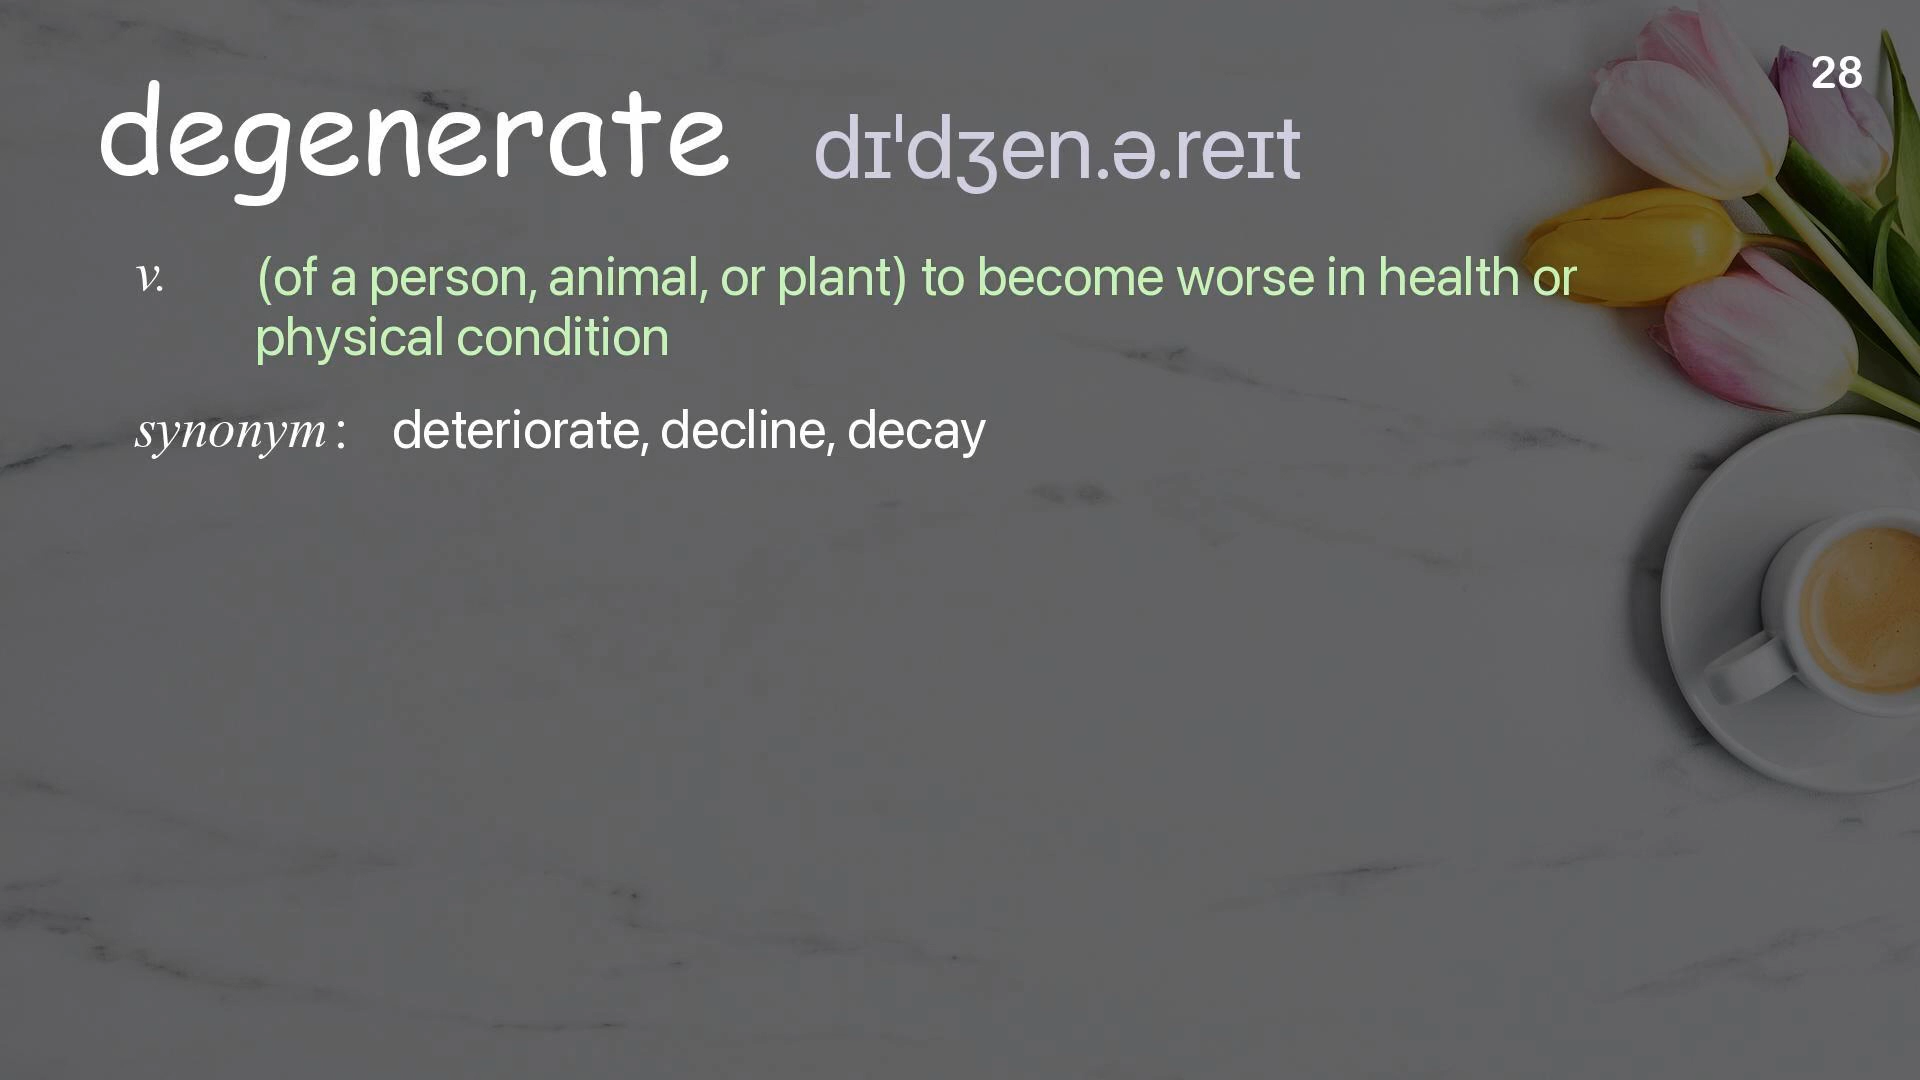 28
degenerate dɪˈdʒen.ə.reɪt
v. (of a person, animal, or plant) to become worse in health or
physical condition
synonym: deteriorate, decline, decay